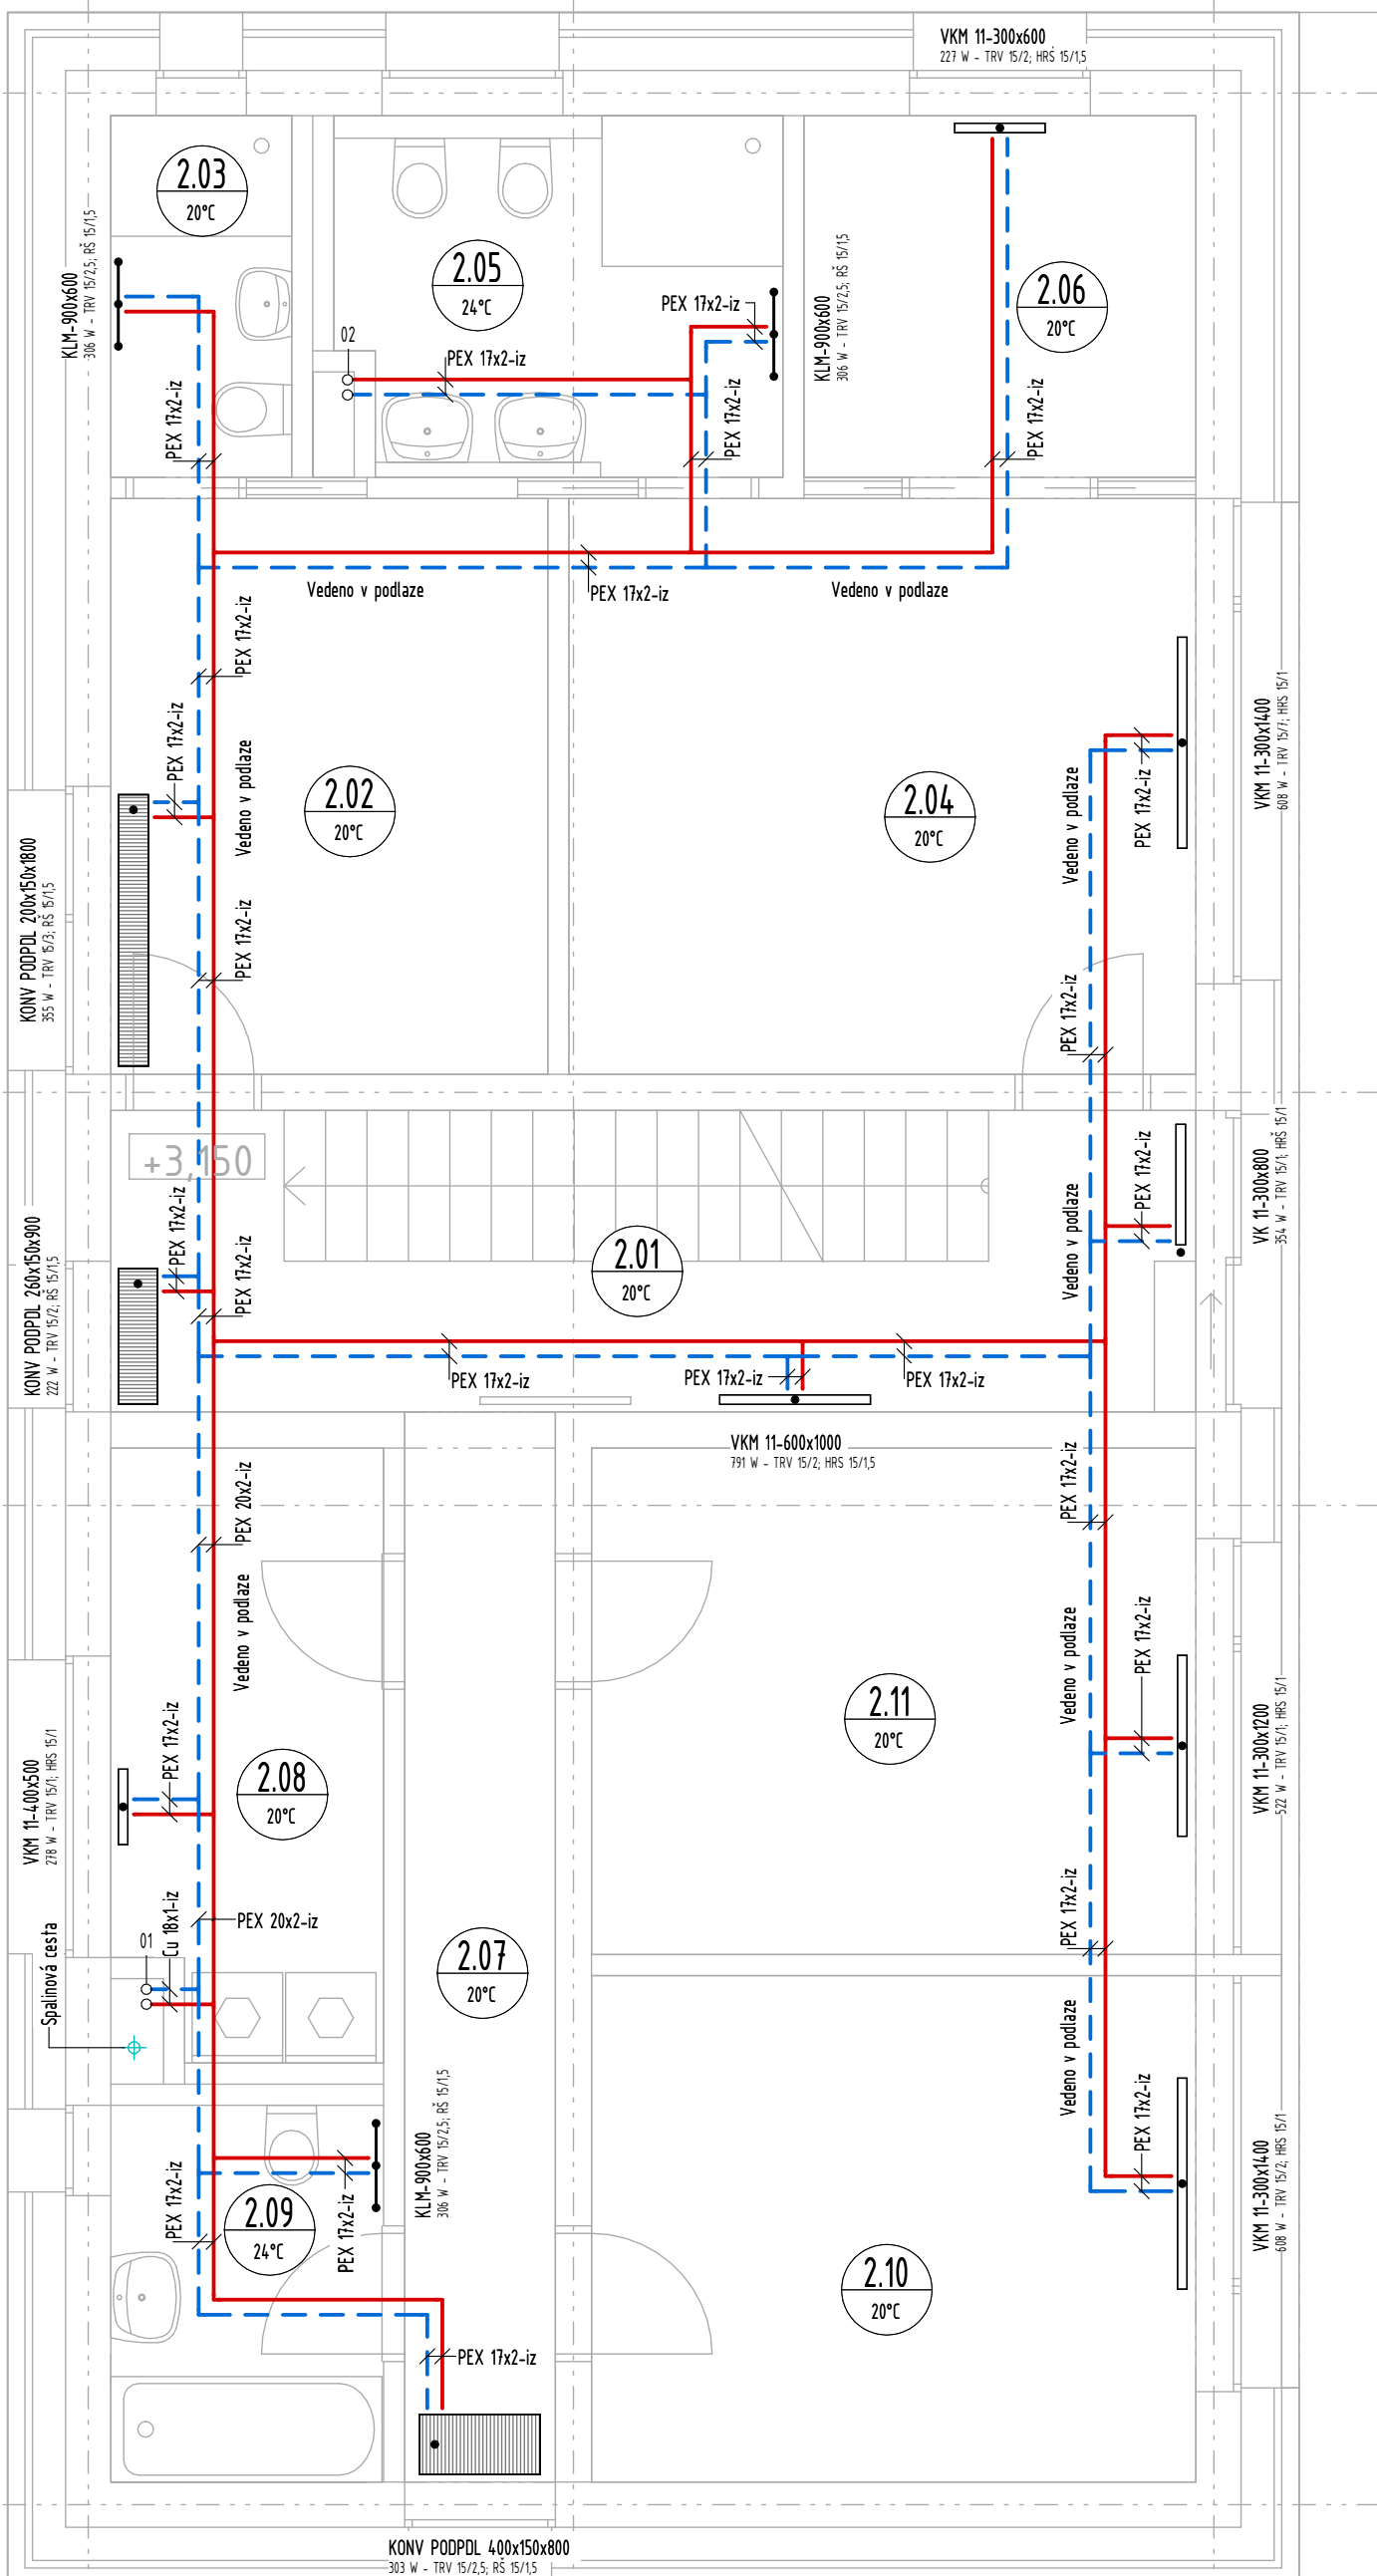 VKM 11-300x600
227 W - TRV 15/2; HRŠ 15/1,5
2.03
20°C
KLM-900x600
306 W - TRV 15/2,5; RŠ 15/1,5
2.05
24°C
02
PEX 17x2-iz
PEX 17x2-iz
KLM-900x600
306 W - TRV 15/2,5; RŠ 15/1,5
2.06
20°C
PEX 17x2-iz
PEX 17x2-iz
PEX 17x2-iz
Vedeno v podlaze
PEX 17x2-iz
Vedeno v podlaze
PEX 17x2-iz
PEX 17x2-iz
Vedeno v podlaze
2.02
20°C
2.04
20°C
Vedeno v podlaze
PEX 17x2-iz
VKM 11-300x1400
608 W - TRV 15/7; HRS 15/1
KONV PODPDL 200x150x1800
355 W - TRV 15/3; RŠ 15/1,5
PEX 17x2-iz
PEX 17x2-iz
+3,150
PEX 17x2-iz
VK 11-300x800
354 W - TRV 15/1; HRŠ 15/1
KONV PODPDL 260x150x900
222 W - TRV 15/2; RŠ 15/1,5
PEX 17x2-iz
PEX 17x2-iz
2.01
20°C
Vedeno v podlaze
PEX 17x2-iz
PEX 17x2-iz
PEX 17x2-iz
VKM 11-600x1000
791 W - TRV 15/2; HRS 15/1,5
PEX 20x2-iz
PEX 17x2-iz
Vedeno v podlaze
Vedeno v podlaze
PEX 17x2-iz
2.11
20°C
VKM 11-300x1200
522 W - TRV 15/1; HRS 15/1
VKM 11-400x500
278 W - TRV 15/1; HRS 15/1
PEX 17x2-iz
2.08
20°C
Spalinová cesta
01
Cu 18x1-iz
PEX 20x2-iz
2.07
20°C
PEX 17x2-iz
Vedeno v podlaze
PEX 17x2-iz
KLM-900x600
306 W - TRV 15/2,5; RŠ 15/1,5
PEX 17x2-iz
2.09
24°C
PEX 17x2-iz
2.10
20°C
VKM 11-300x1400
608 W - TRV 15/2; HRS 15/1
PEX 17x2-iz
KONV PODPDL 400x150x800
303 W - TRV 15/2,5; RŠ 15/1,5